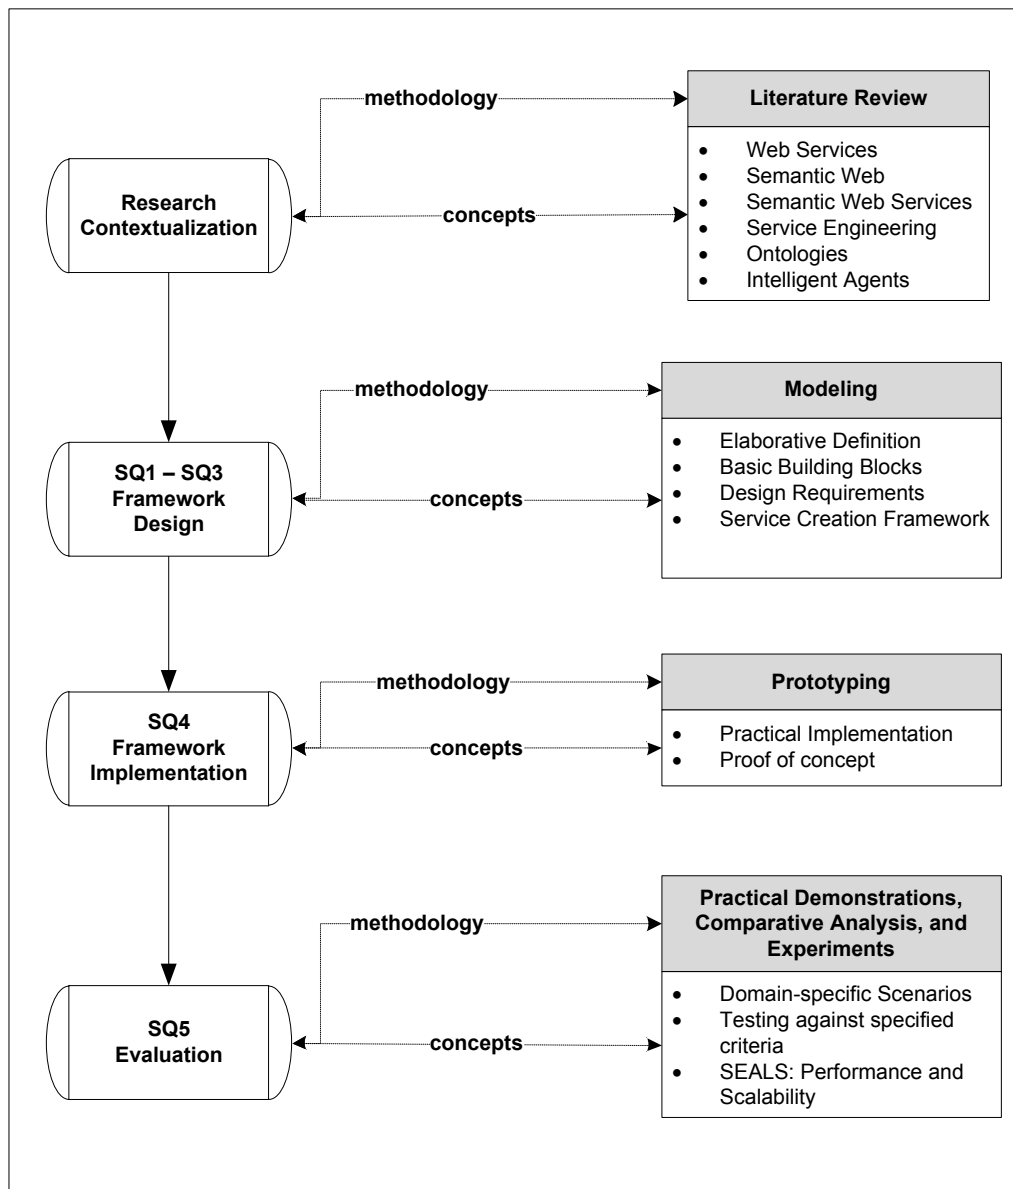 methodology
Literature Review
Research
Contextualization
concepts
• Web Services
• Semantic Web
• Semantic Web Services
• Service Engineering
• Ontologies
• Intelligent Agents
methodology
Modeling
SQ1 – SQ3
Framework
Design
concepts
• Elaborative Definition
• Basic Building Blocks
• Design Requirements
• Service Creation Framework
methodology
Prototyping
SQ4
Framework
Implementation
concepts
• Practical Implementation
• Proof of concept
methodology
Practical Demonstrations,
Comparative Analysis, and
Experiments
SQ5
Evaluation
concepts
• Domain-specific Scenarios
• Testing against specified
criteria
• SEALS: Performance and
Scalability